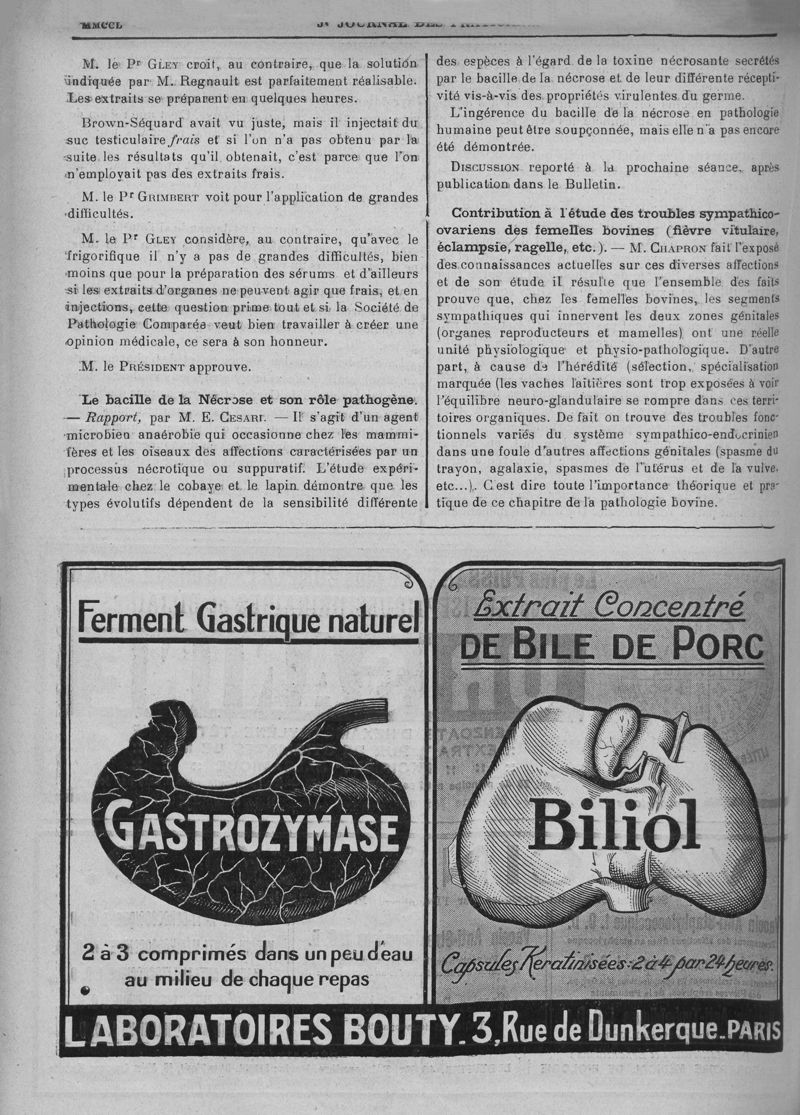 MMCCL
M. le Pr GLEY croit, au contraire, que la solution
indiquée par M. Regnault est parfaitement réalisable.
Les extraits se préparent en quelques heures.
Brown-Séquard avait vu juste, mais il injectait du
suc testiculaire frais et si l'on n'a pas obtenu par la
suite les résultats qu'il obtenait, c'est parce que l'on
n'employait pas des extraits frais.
M. le Pr GRIMBERT voit pour l'application de grandes
difficultés.
M. le Pr GLEY considère, au contraire, qu'avec le
frigorifique il n'y a pas de grandes difficultés, bien
moins que pour la préparation des sérums et d'ailleurs
si les extraits d'organes ne peuvent agir que frais, et en
injections, cette question prime tout et si la Société de
Pathologie Comparée veut bien travailler à créer une
opinion médicale, ce sera à son honneur.
M. le PRÉSIDENT approuve.
Le bacille de la Nécrose et son rôle pathogène.
— Rapport, par M. E. CESARI. — Il s'agit d'un agent
microbien anaérobie qui occasionne chez les mammi-
fères et les oiseaux des affections caractérisées par un
processus nécrotique ou suppuratif. L'étude expéri-
mentale chez le cobaye et le lapin démontre que les
types évolutifs dépendent de la sensibilité différente
des espèces à l'égard de la toxine nécrosante secrétés
par le bacille de la nécrose et de leur différente récepti-
vité vis-à-vis des propriétés virulentes du germe.
L'ingérence du bacille de la nécrose en pathologie
humaine peut être soupçonnée, mais elle n'a pas encore
été démontrée.
DISCUSSION reporté à la prochaine séance, après
publication dans le Bulletin.
Contribution à l'étude des troubles sympathico-
ovariens des femelles bovines (fièvre vitulaire,
éclampsie, ragelle, etc.). — M. CHAPRON fait l'exposé
des connaissances actuelles sur ces diverses affections
et de son étude il résulte que l'ensemble des faits
prouve que, chez les femelles bovines, les segments
sympathiques qui innervent les deux zones génitales
(organes reproducteurs et mamelles) ont une réelle
unité physiologique et physio-pathologique. D'autre
part, à cause de l'hérédité (sélection, spécialisation
marquée (les vaches laitières sont trop exposées à voir
l'équilibre neuro-glandulaire se rompre dans ces terri-
toires organiques. De fait on trouve des troubles fonc-
tionnels variés du système sympathico-endocrinien
dans une foule d'autres affections génitales (spasme du
trayon, agalaxie, spasmes de l'utérus et de la vulve,
etc...). C'est dire toute l'importance théorique et pra-
tique de ce chapitre de la pathologie bovine.
Ferment Gastrique naturel
GASTROZYMASE
2 à 3 comprimés dans un peu d'eau
au milieu de chaque repas
Extrait Concentré
DE BILE DE PORC
Biliol
Capsules Kératinisées: 2 à 4 par 24 heures.
LABORATOIRES BOUTY_3, Rue de Dunkerque_PARIS